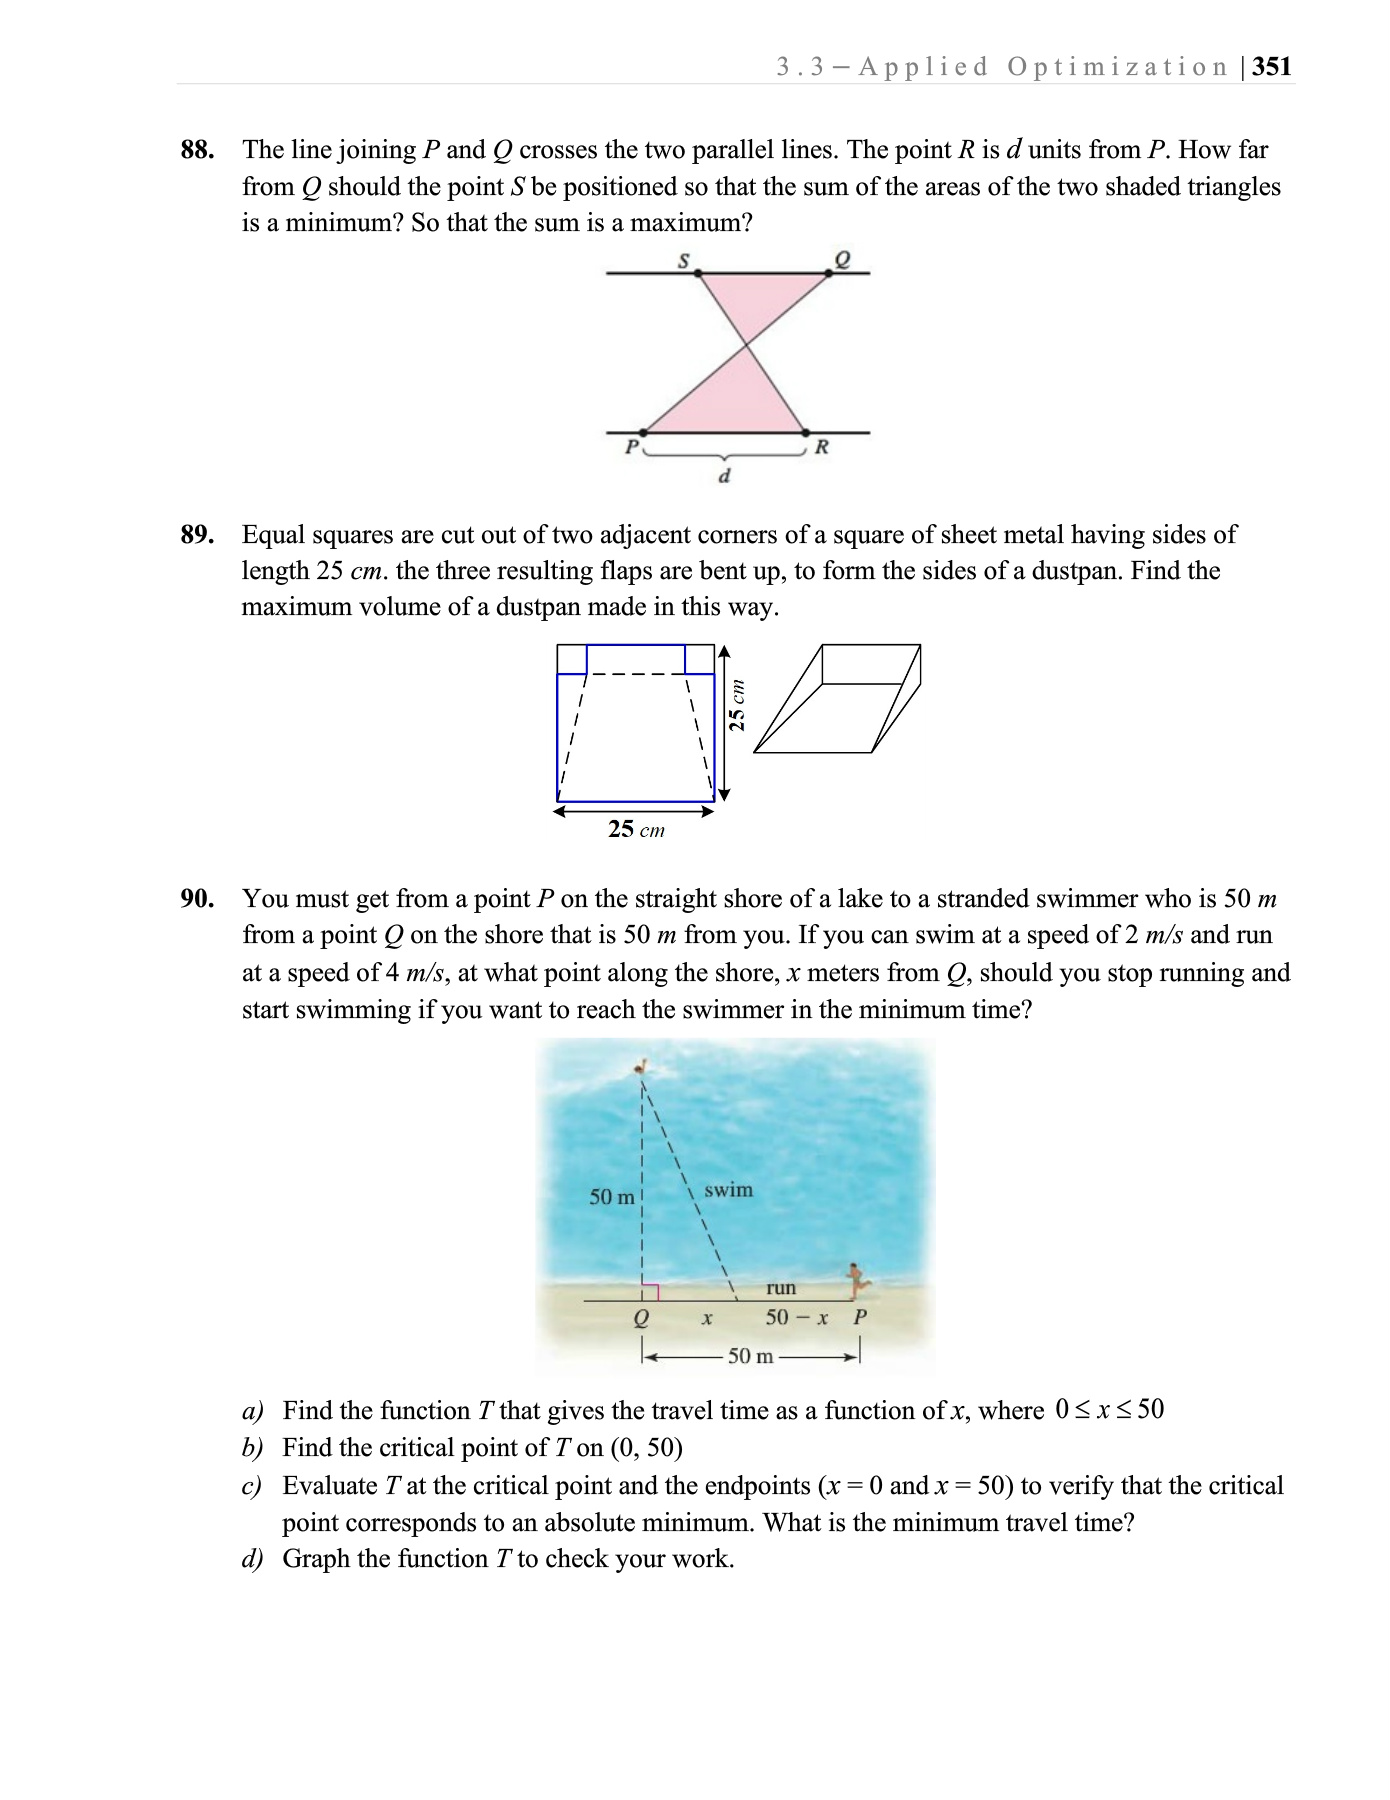 3.3 – Applied Optimization | 351
88. The line joining P and Q crosses the two parallel lines. The point R is d units from P. How far
from Q should the point S be positioned so that the sum of the areas of the two shaded triangles
is a minimum? So that the sum is a maximum?
S Q
P R
d
89. Equal squares are cut out of two adjacent corners of a square of sheet metal having sides of
length 25 cm. the three resulting flaps are bent up, to form the sides of a dustpan. Find the
maximum volume of a dustpan made in this way.
25 cm
25 cm
90. You must get from a point P on the straight shore of a lake to a stranded swimmer who is 50 m
from a point Q on the shore that is 50 m from you. If you can swim at a speed of 2 m/s and run
at a speed of 4 m/s, at what point along the shore, x meters from Q, should you stop running and
start swimming if you want to reach the swimmer in the minimum time?
50 m swim
run
Q x 50 − x P
50 m
a) Find the function T that gives the travel time as a function of x, where 0 ≤ x ≤ 50
b) Find the critical point of T on (0, 50)
c) Evaluate T at the critical point and the endpoints (x = 0 and x = 50) to verify that the critical
point corresponds to an absolute minimum. What is the minimum travel time?
d) Graph the function T to check your work.